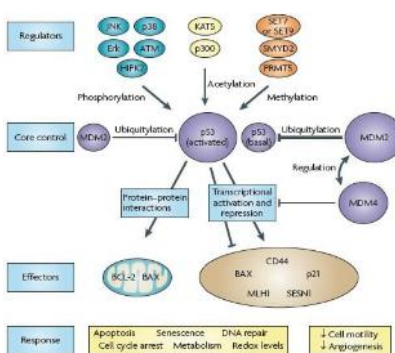 Regulators
JNK p38
Erk ATM
HIPK2
KAT5
p300
SET7
or SET9
SMYD2
PRMT5
Phosphorylation
Acetylation
Methylation
Core control
MDM2
Ubiquitylation
p53
(activated)
p53
(basal)
Ubiquitylation
MDM2
Regulation
MDM4
Protein–protein
interactions
Transcriptional
activation and
repression
Effectors
BCL-2 BAX
CD44
BAX p21
MLH1 SESN1
Response
Apoptosis Senescence DNA repair
Cell cycle arrest Metabolism Redox levels
↓ Cell motility
↓ Angiogenesis